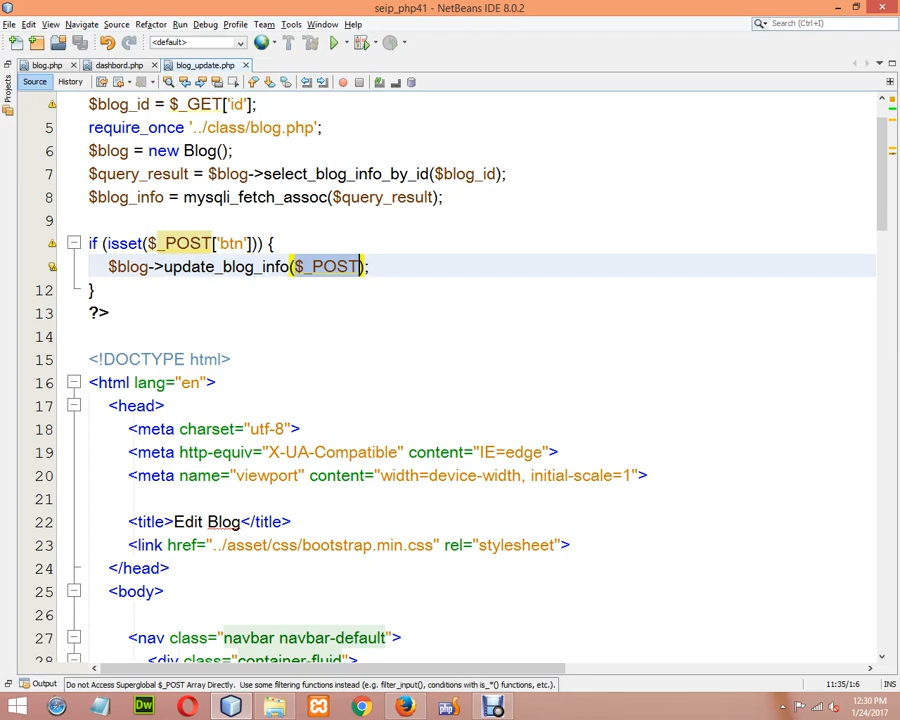 seip_php41 - NetBeans IDE 8.0.2
File Edit View Navigate Source Refactor Run Debug Profile Team Tools Window Help
Search (Ctrl+I)
<default>
blog.php dashbord.php blog_update.php
Source History
Projects
$blog_id = $_GET['id'];
5 require_once '../class/blog.php';
6 $blog = new Blog();
7 $query_result = $blog->select_blog_info_by_id($blog_id);
8 $blog_info = mysqli_fetch_assoc($query_result);
9
if (isset($_POST['btn'])) {
$blog->update_blog_info($_POST);
12 }
13 ?>
14
15 <!DOCTYPE html>
16 <html lang="en">
17 <head>
18 <meta charset="utf-8">
19 <meta http-equiv="X-UA-Compatible" content="IE=edge">
20 <meta name="viewport" content="width=device-width, initial-scale=1">
21
22 <title>Edit Blog</title>
23 <link href="../asset/css/bootstrap.min.css" rel="stylesheet">
24 </head>
25 <body>
26
27 <nav class="navbar navbar-default">
28 <div class="container-fluid">
Output Do not Access Superglobal $_POST Array Directly. Use some filtering functions instead (e.g. filter_input(), conditions with is_*() functions, etc.). 11:35/1:6 INS
Dw php
12:30 PM
1/24/2017